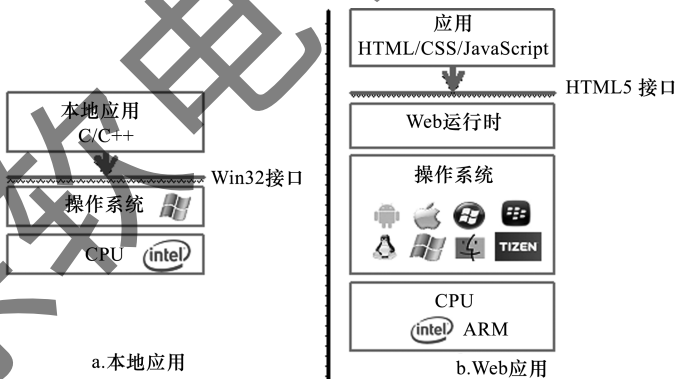 本地应用
C/C++
Win32接口
操作系统
CPU intel
a.本地应用
应用
HTML/CSS/JavaScript
HTML5 接口
Web运行时
操作系统
TIZEN
CPU
intel ARM
b.Web应用